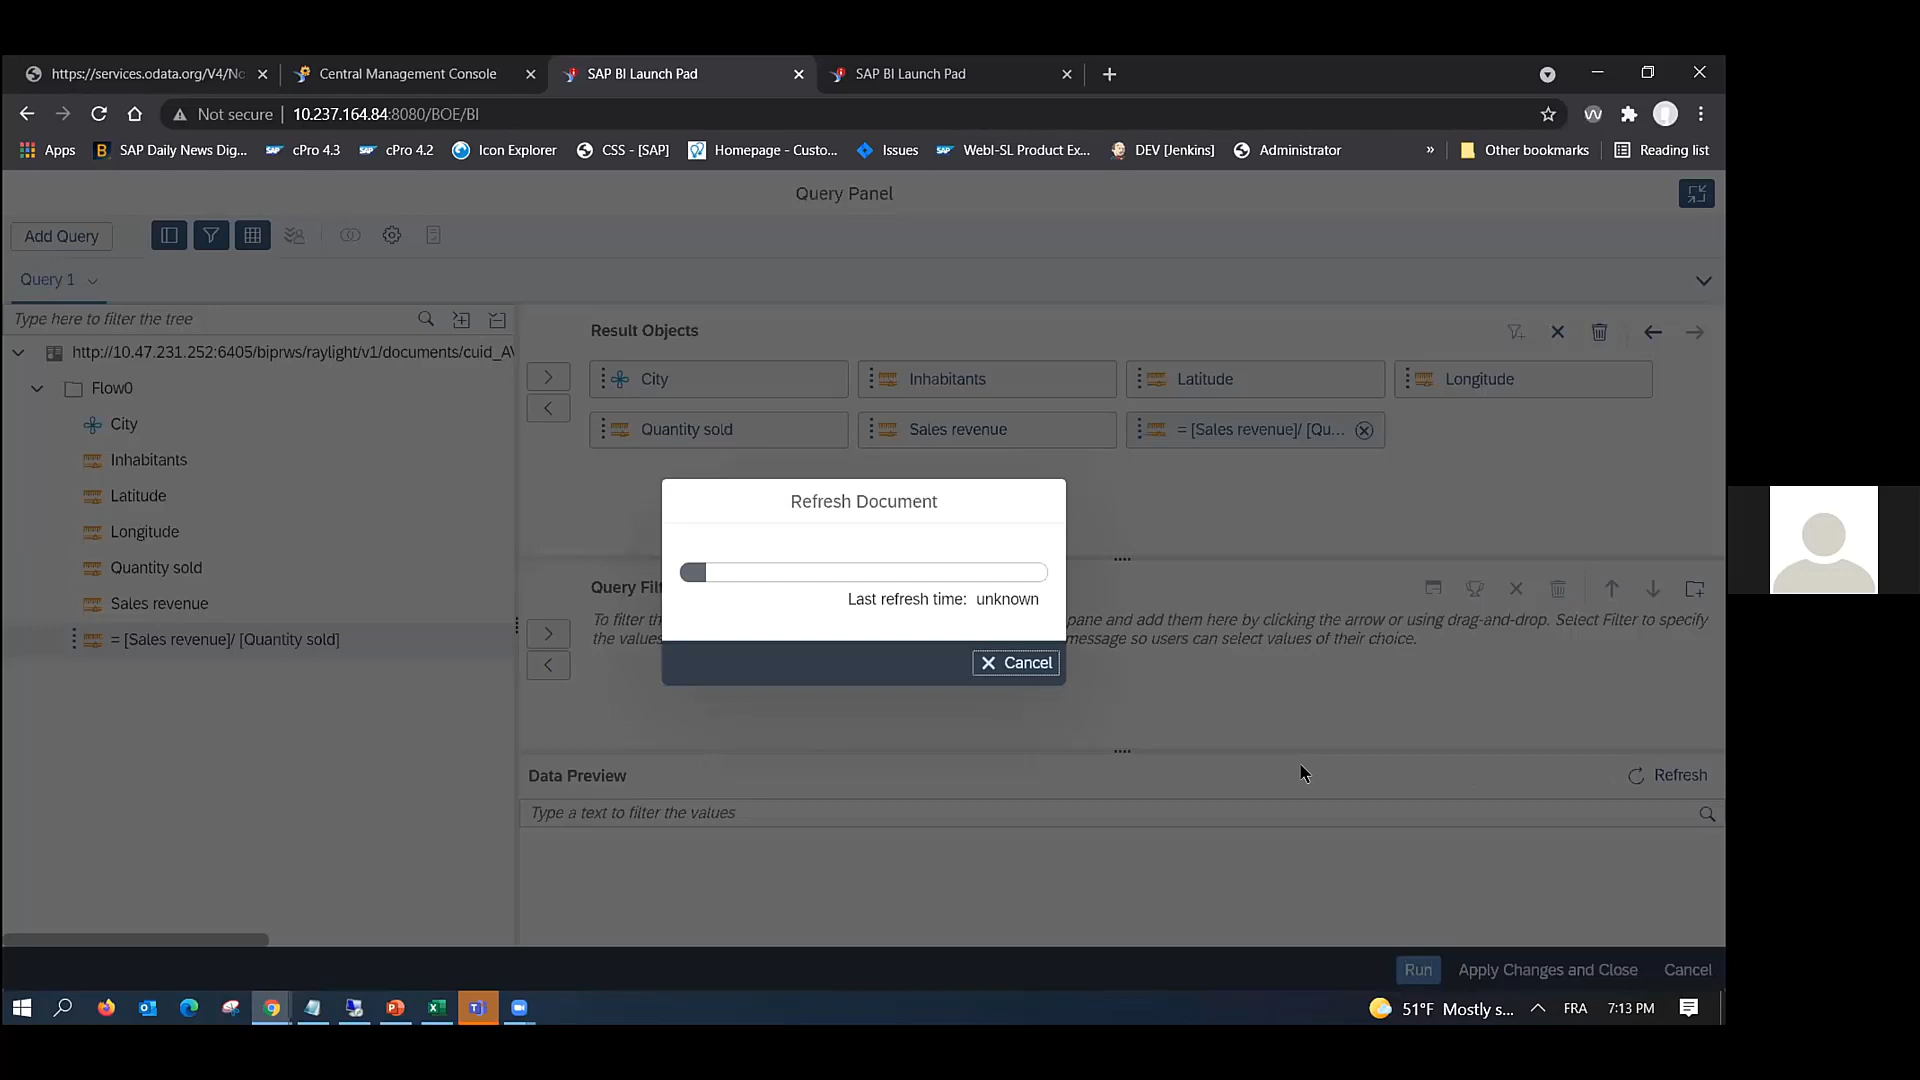 https://services.odata.org/V4/No
Central Management Console
SAP BI Launch Pad
SAP BI Launch Pad
Not secure
10.237.164.84:8080/BOE/BI
Apps
SAP Daily News Dig...
cPro 4.3
cPro 4.2
Icon Explorer
CSS - [SAP]
Homepage - Custo...
Issues
WebI-SL Product Ex...
DEV [Jenkins]
Administrator
»
Other bookmarks
Reading list
Query Panel
Add Query
Query 1
Type here to filter the tree
http://10.47.231.252:6405/biprws/raylight/v1/documents/cuid_AV
Flow0
City
Inhabitants
Latitude
Longitude
Quantity sold
Sales revenue
= [Sales revenue]/ [Quantity sold]
Result Objects
City
Inhabitants
Latitude
Longitude
Quantity sold
Sales revenue
= [Sales revenue]/ [Qu...
Refresh Document
Last refresh time: unknown
Cancel
Query Fil
To filter th
pane and add them here by clicking the arrow or using drag-and-drop. Select Filter to specify
the values
message so users can select values of their choice.
Data Preview
Refresh
Type a text to filter the values
Run
Apply Changes and Close
Cancel
51°F Mostly s...
FRA
7:13 PM